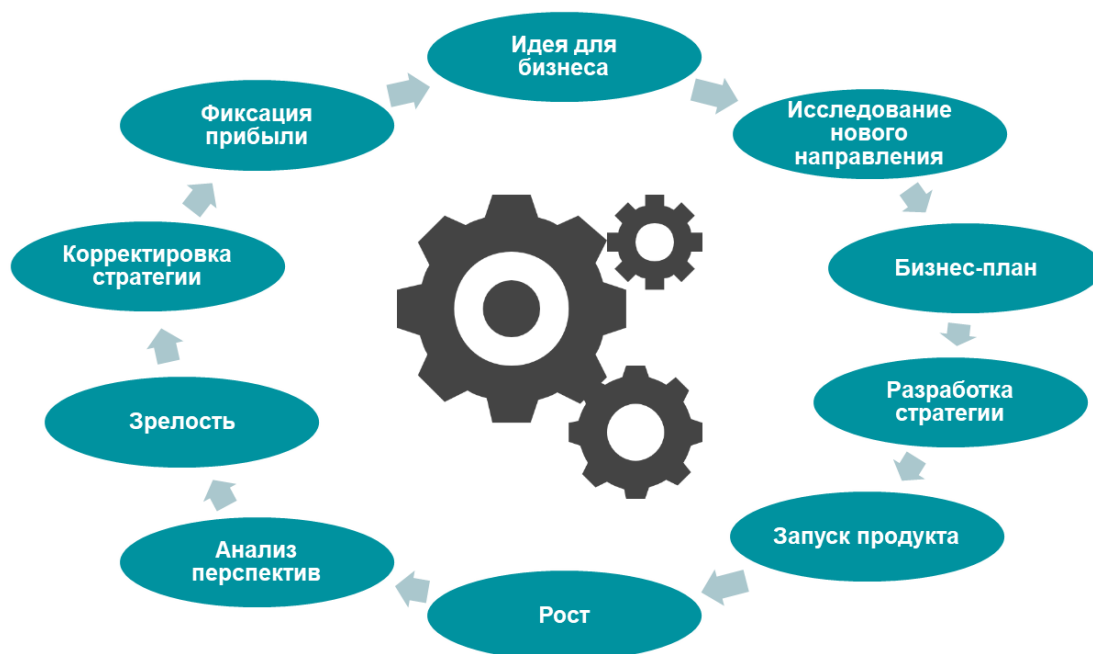 Идея для
бизнеса
Исследование
нового
направления
Бизнес-план
Разработка
стратегии
Запуск продукта
Рост
Анализ
перспектив
Зрелость
Корректировка
стратегии
Фиксация
прибыли